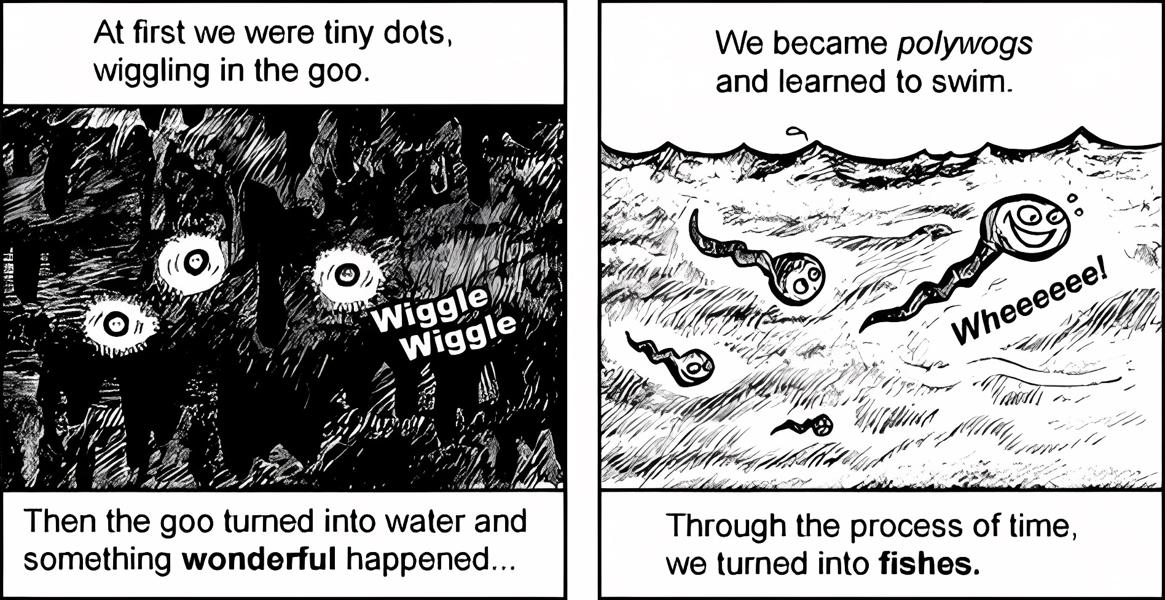 At first we were tiny dots,
wiggling in the goo.
Wiggle
Wiggle
Then the goo turned into water and
something wonderful happened...
We became polywogs
and learned to swim.
Wheeeeee!
Through the process of time,
we turned into fishes.